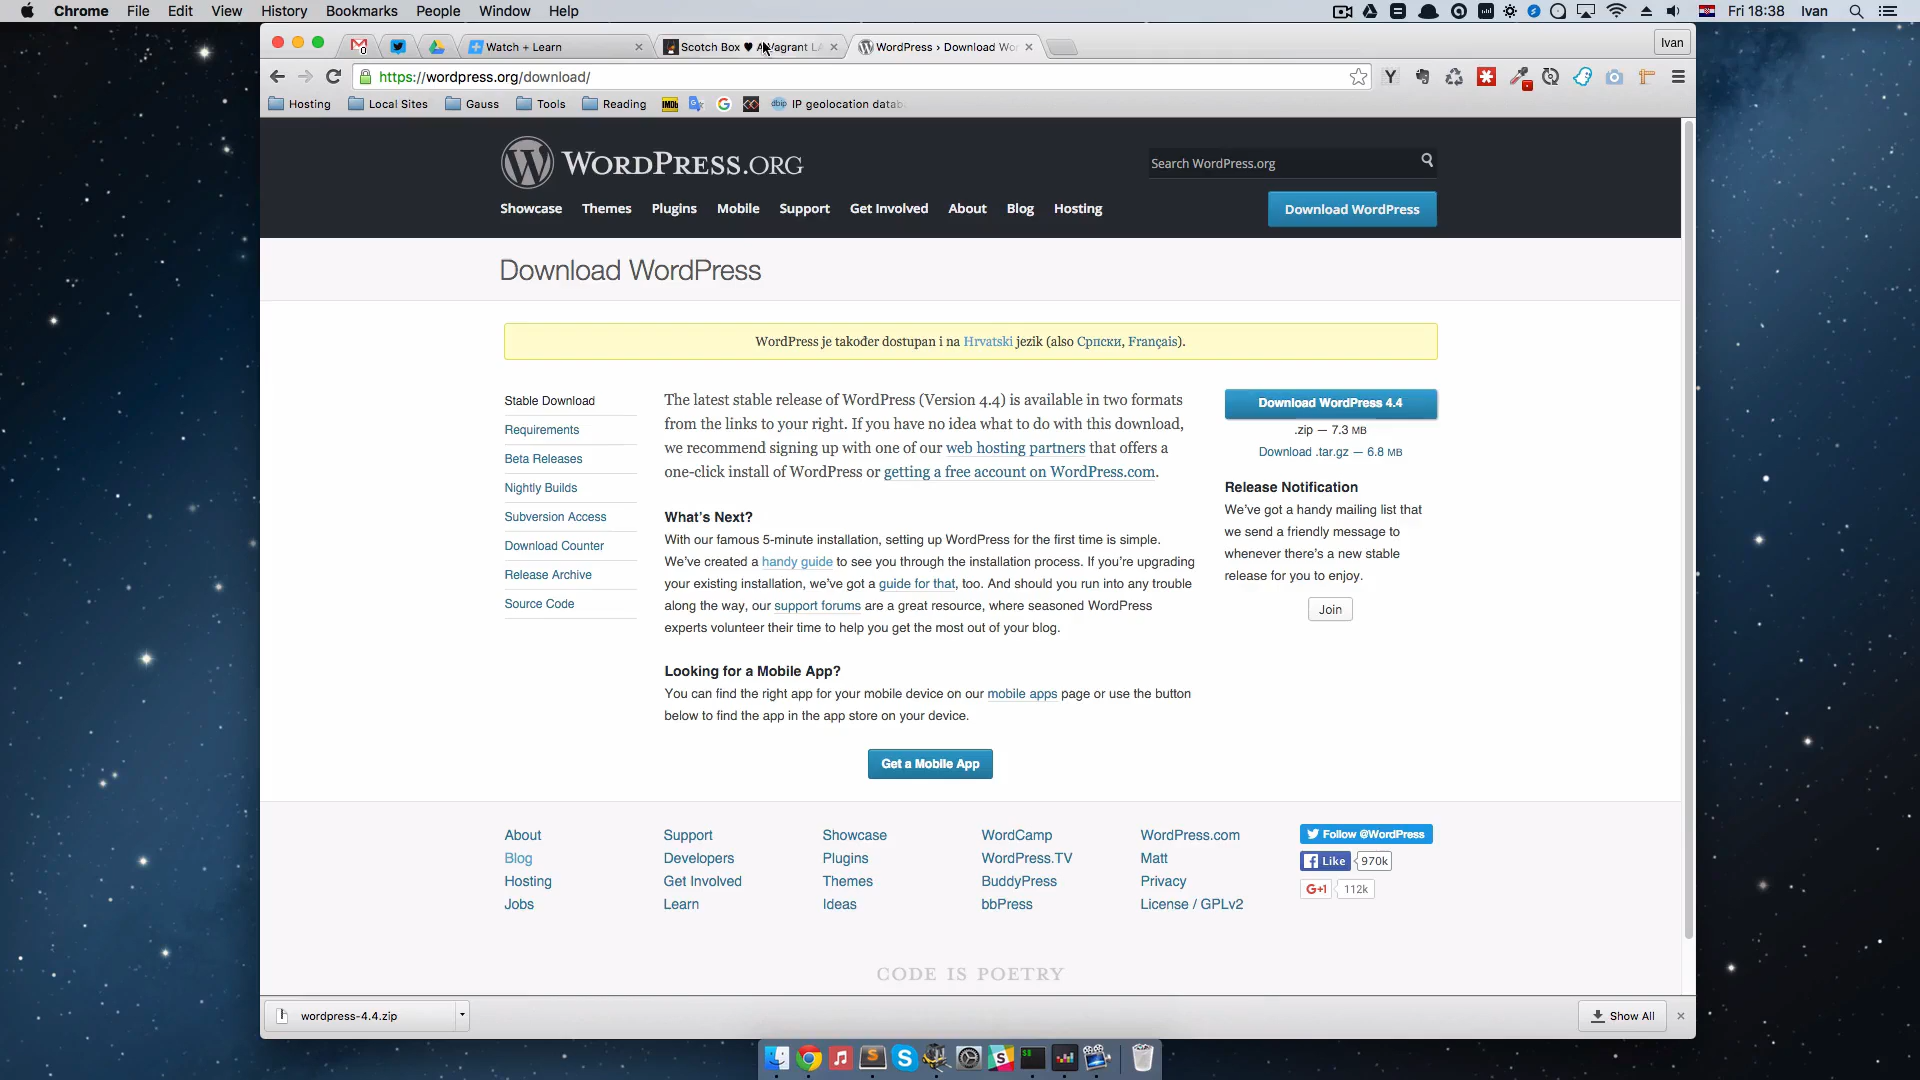 Chrome File Edit View History Bookmarks People Window Help Fri 18:38 Ivan
Watch + Learn
Scotch Box ♥ A Vagrant LA
WordPress › Download Wor
Ivan
https://wordpress.org/download/
Hosting Local Sites Gauss Tools Reading IMDb dbip IP geolocation datab
WORDPRESS.ORG
Search WordPress.org
Showcase Themes Plugins Mobile Support Get Involved About Blog Hosting
Download WordPress
Download WordPress
WordPress je također dostupan i na Hrvatski jezik (also Српски, Français).
Stable Download
Requirements
Beta Releases
Nightly Builds
Subversion Access
Download Counter
Release Archive
Source Code
The latest stable release of WordPress (Version 4.4) is available in two formats
from the links to your right. If you have no idea what to do with this download,
we recommend signing up with one of our web hosting partners that offers a
one-click install of WordPress or getting a free account on WordPress.com.
What's Next?
With our famous 5-minute installation, setting up WordPress for the first time is simple.
We've created a handy guide to see you through the installation process. If you're upgrading
your existing installation, we've got a guide for that, too. And should you run into any trouble
along the way, our support forums are a great resource, where seasoned WordPress
experts volunteer their time to help you get the most out of your blog.
Looking for a Mobile App?
You can find the right app for your mobile device on our mobile apps page or use the button
below to find the app in the app store on your device.
Get a Mobile App
Download WordPress 4.4
.zip — 7.3 MB
Download .tar.gz — 6.8 MB
Release Notification
We've got a handy mailing list that
we send a friendly message to
whenever there's a new stable
release for you to enjoy.
Join
About Support Showcase WordCamp WordPress.com Follow @WordPress
Blog Developers Plugins WordPress.TV Matt Like 970k
Hosting Get Involved Themes BuddyPress Privacy G+1 112k
Jobs Learn Ideas bbPress License / GPLv2
CODE IS POETRY
wordpress-4.4.zip
Show All